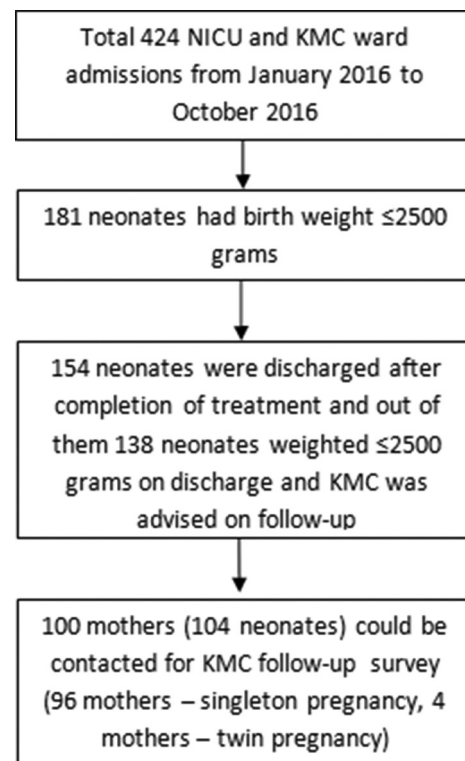 Total 424 NICU and KMC ward
admissions from January 2016 to
October 2016
181 neonates had birth weight ≤2500
grams
154 neonates were discharged after
completion of treatment and out of
them 138 neonates weighted ≤2500
grams on discharge and KMC was
advised on follow-up
100 mothers (104 neonates) could be
contacted for KMC follow-up survey
(96 mothers – singleton pregnancy, 4
mothers – twin pregnancy)